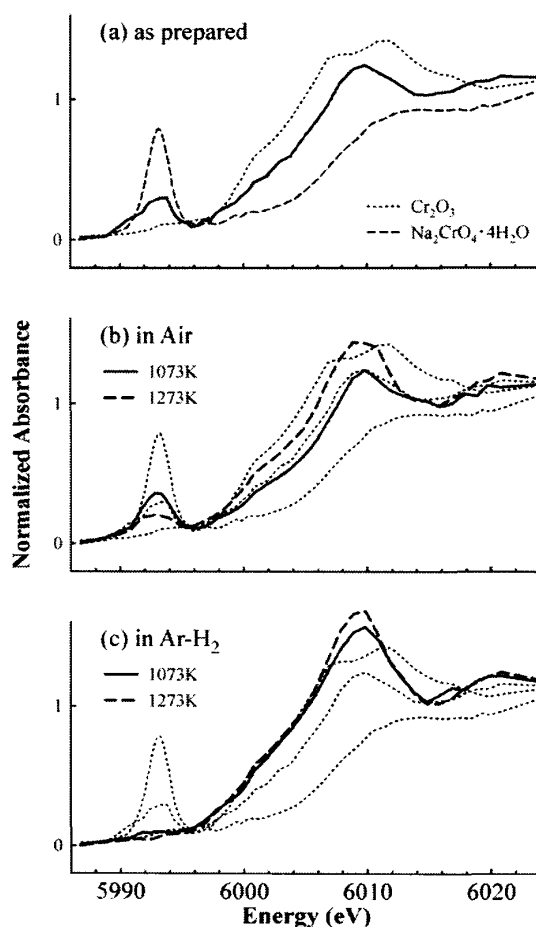 (a) as prepared
1
0
Cr₂O₃
Na₂CrO₄·4H₂O
(b) in Air
1073K
1273K
1
0
(c) in Ar-H₂
1073K
1273K
1
0
Normalized Absorbance
5990
6000
6010
6020
Energy (eV)